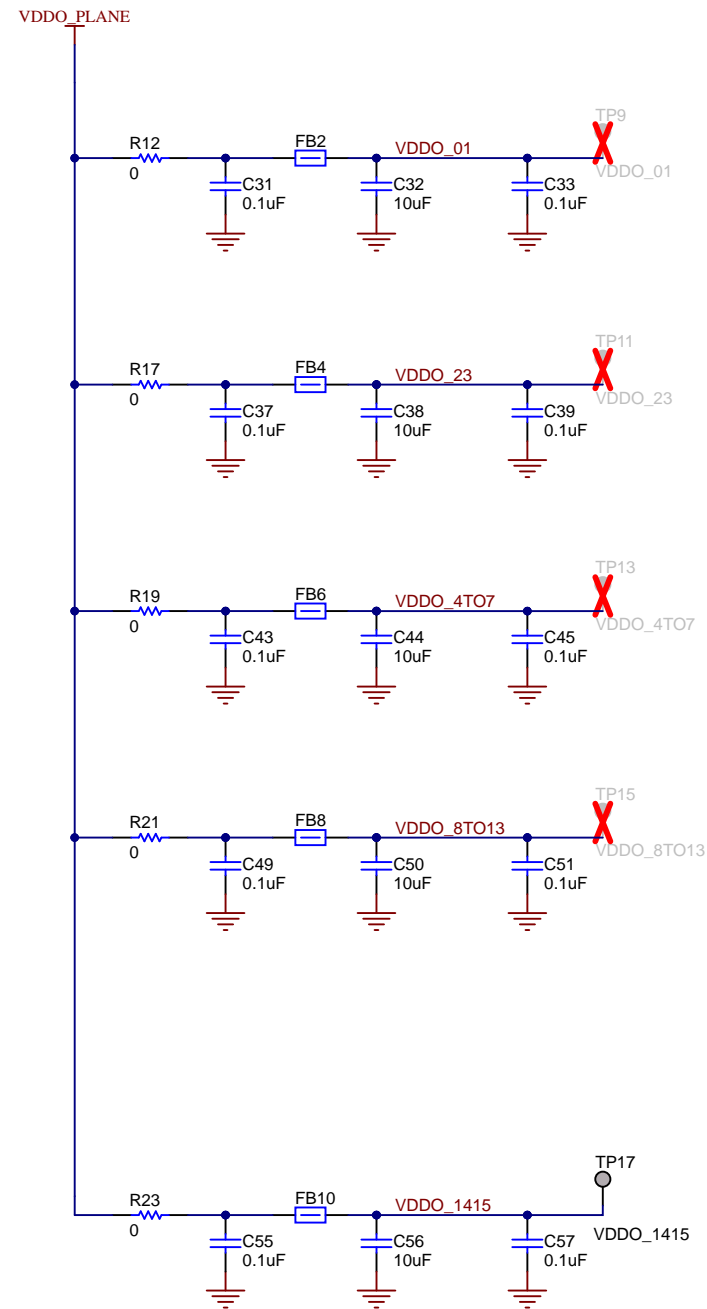 VDDO_PLANE
TP9
R12
FB2
VDDO_01
0
VDDO_01
C31
0.1uF
C32
10uF
C33
0.1uF
TP11
R17
FB4
VDDO_23
0
VDDO_23
C37
0.1uF
C38
10uF
C39
0.1uF
TP13
R19
FB6
VDDO_4TO7
0
VDDO_4TO7
C43
0.1uF
C44
10uF
C45
0.1uF
TP15
R21
FB8
VDDO_8TO13
0
VDDO_8TO13
C49
0.1uF
C50
10uF
C51
0.1uF
TP17
R23
FB10
VDDO_1415
0
VDDO_1415
C55
0.1uF
C56
10uF
C57
0.1uF